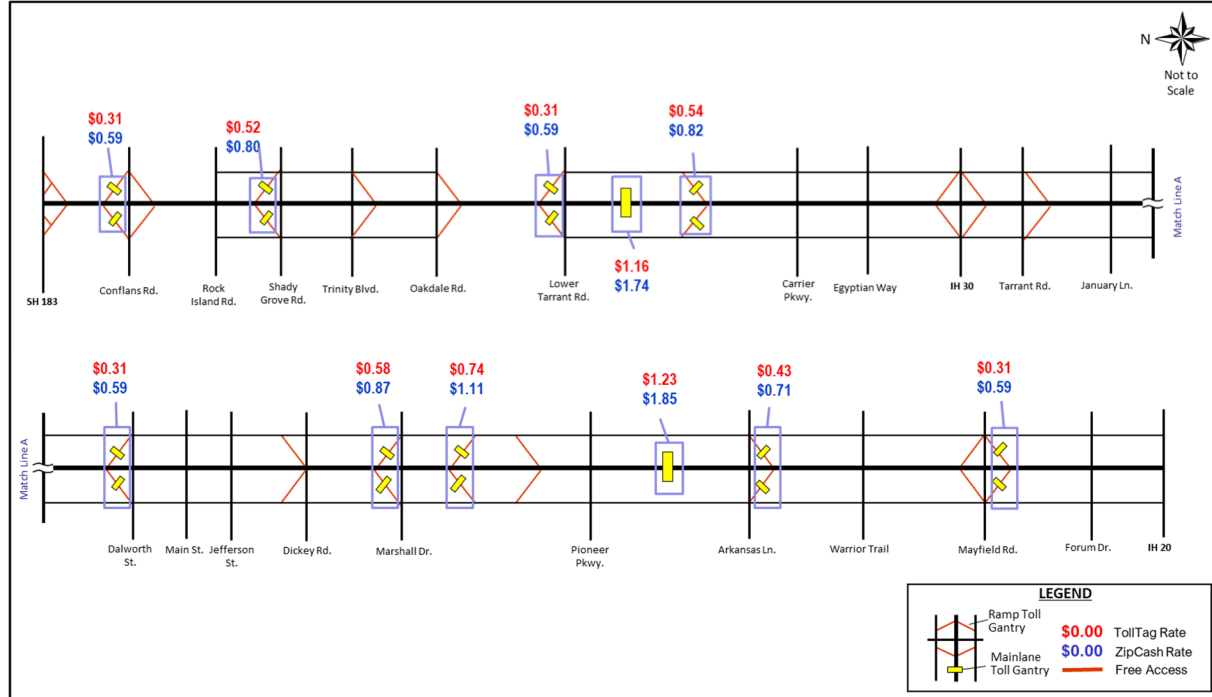 N
Not to
Scale
$0.31
$0.59
$0.52
$0.80
$0.31
$0.59
$0.54
$0.82
$1.16
$1.74
Match Line A
SH 183
Conflans Rd.
Rock
Island Rd.
Shady
Grove Rd.
Trinity Blvd.
Oakdale Rd.
Lower
Tarrant Rd.
Carrier
Pkwy.
Egyptian Way
IH 30
Tarrant Rd.
January Ln.
$0.31
$0.59
$0.58
$0.87
$0.74
$1.11
$1.23
$1.85
$0.43
$0.71
$0.31
$0.59
Match Line A
Dalworth
St.
Main St.
Jefferson
St.
Dickey Rd.
Marshall Dr.
Pioneer
Pkwy.
Arkansas Ln.
Warrior Trail
Mayfield Rd.
Forum Dr.
IH 20
LEGEND
Ramp Toll
Gantry
Mainlane
Toll Gantry
$0.00 TollTag Rate
$0.00 ZipCash Rate
Free Access